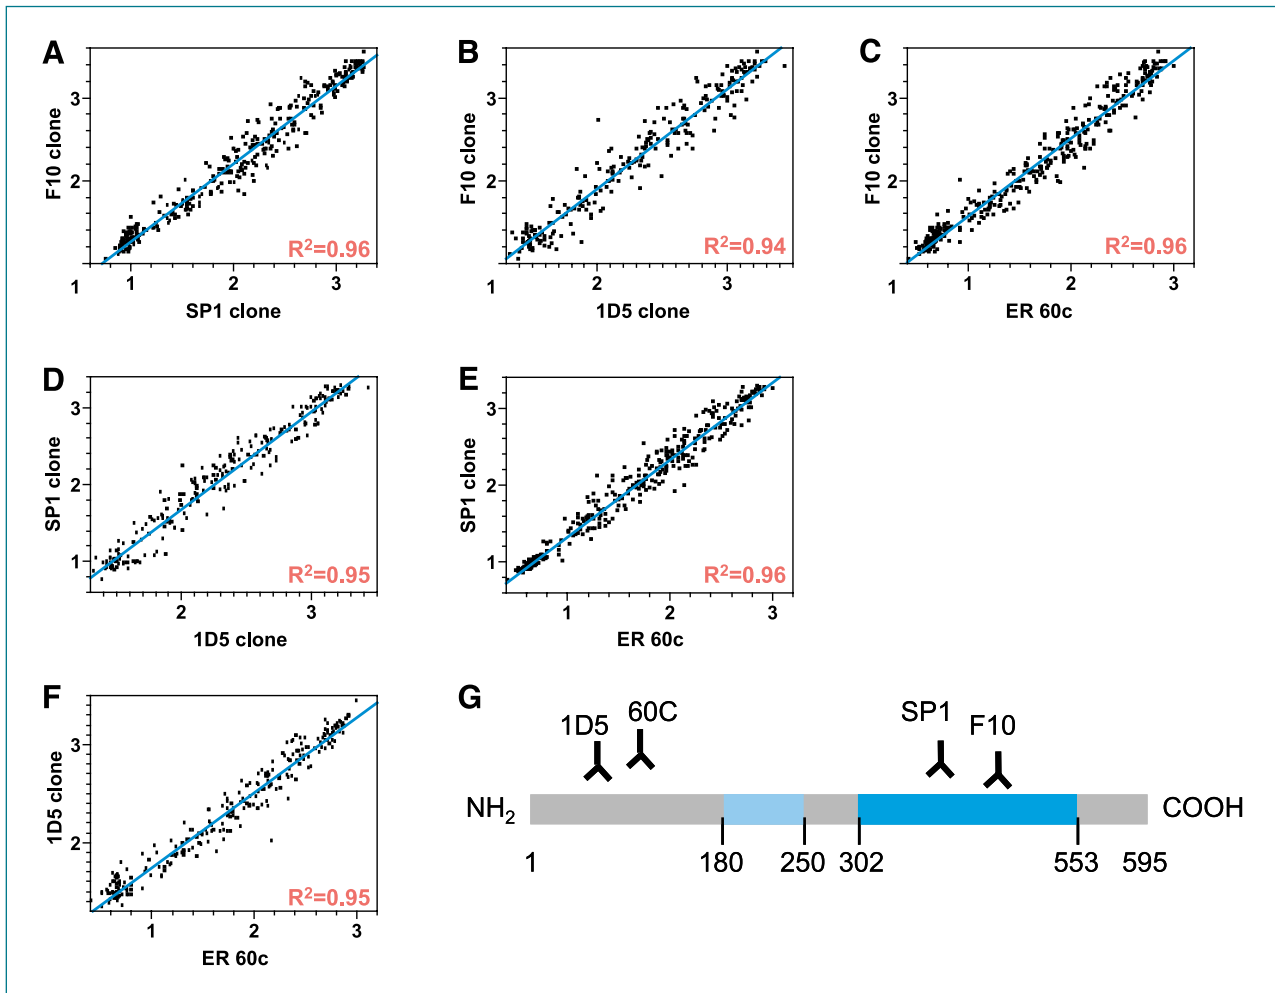 A
F10 clone
3
2
1
1
2
3
R²=0.96
SP1 clone
B
F10 clone
3
2
2
3
R²=0.94
1D5 clone
C
F10 clone
3
2
1
1
2
3
R²=0.96
ER 60c
D
SP1 clone
3
2
1
2
3
R²=0.95
1D5 clone
E
SP1 clone
3
2
1
1
2
3
R²=0.96
ER 60c
F
1D5 clone
3
2
1
2
3
R²=0.95
ER 60c
G
1D5
60C
SP1
F10
NH₂
COOH
1
180
250
302
553
595